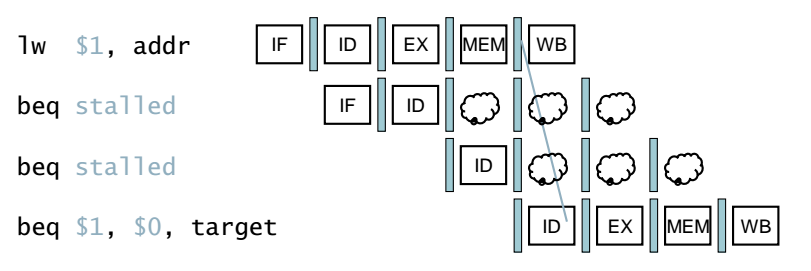 lw $1, addr IF ID EX MEM WB
beq stalled IF ID
beq stalled ID
beq $1, $0, target ID EX MEM WB